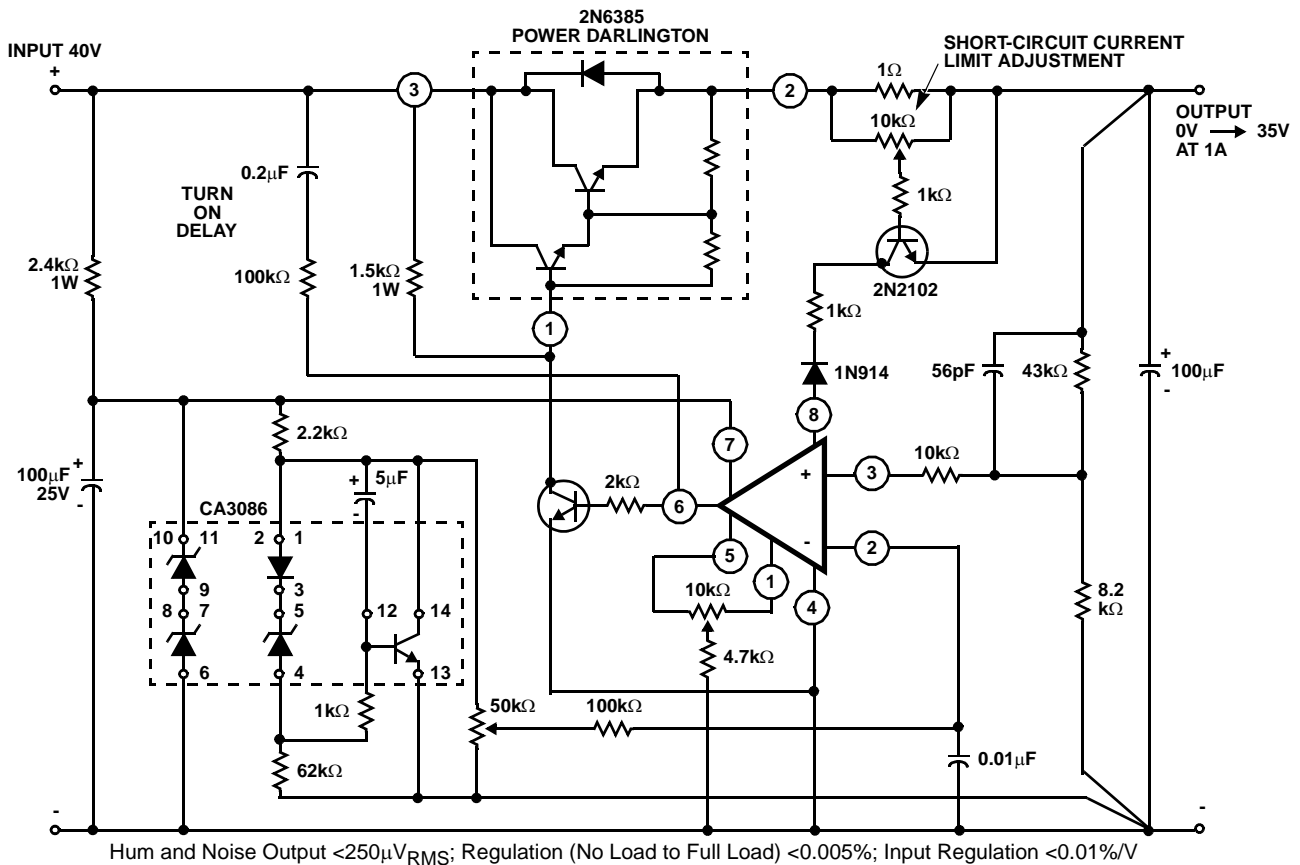 2N6385
POWER DARLINGTON
INPUT 40V
+
SHORT-CIRCUIT CURRENT
LIMIT ADJUSTMENT
3
2
1Ω
10kΩ
OUTPUT
0V → 35V
AT 1A
0.2μF
TURN
ON
DELAY
1kΩ
2.4kΩ
1W
100kΩ
1.5kΩ
1W
2N2102
1
1kΩ
1N914
56pF
43kΩ
+
100μF
-
8
2.2kΩ
7
100μF
25V
+
-
5μF
+
-
2kΩ
6
+
3
10kΩ
CA3086
10
11
2
1
5
-
2
9
3
10kΩ
1
4
8.2
kΩ
8
7
5
12
14
6
4
13
4.7kΩ
1kΩ
50kΩ
100kΩ
62kΩ
0.01μF
-
-
Hum and Noise Output <250μVRMS; Regulation (No Load to Full Load) <0.005%; Input Regulation <0.01%/V